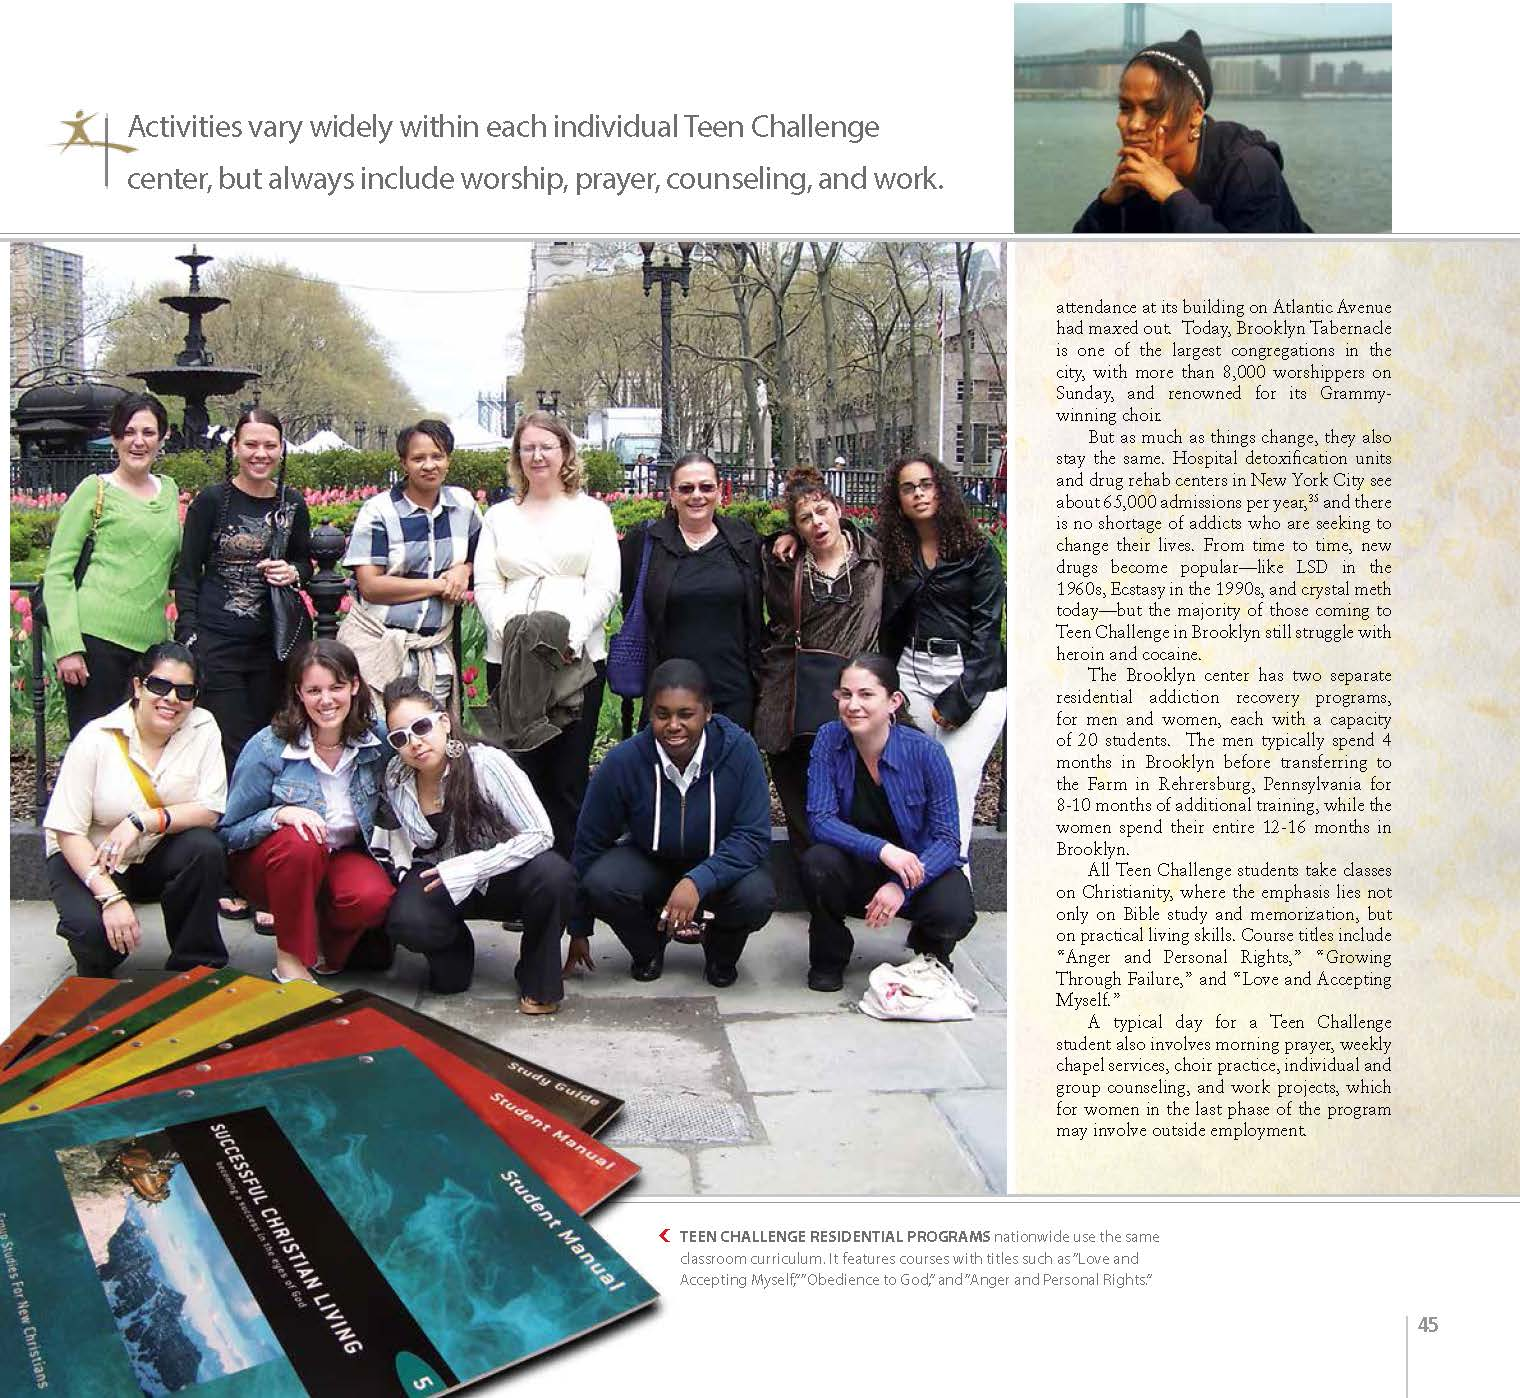 Activities vary widely within each individual Teen Challenge
center, but always include worship, prayer, counseling, and work.
attendance at its building on Atlantic Avenue
had maxed out.  Today, Brooklyn Tabernacle
is one of the largest congregations in the
city, with more than 8,000 worshippers on
Sunday, and renowned for its Grammy-
winning choir.
But as much as things change, they also
stay the same. Hospital detoxification units
and drug rehab centers in New York City see
about 65,000 admissions per year,³⁵ and there
is no shortage of addicts who are seeking to
change their lives. From time to time, new
drugs become popular—like LSD in the
1960s, Ecstasy in the 1990s, and crystal meth
today—but the majority of those coming to
Teen Challenge in Brooklyn still struggle with
heroin and cocaine.
The Brooklyn center has two separate
residential addiction recovery programs,
for men and women, each with a capacity
of 20 students.  The men typically spend 4
months in Brooklyn before transferring to
the Farm in Rehrersburg, Pennsylvania for
8-10 months of additional training, while the
women spend their entire 12-16 months in
Brooklyn.
All Teen Challenge students take classes
on Christianity, where the emphasis lies not
only on Bible study and memorization, but
on practical living skills. Course titles include
“Anger and Personal Rights,” “Growing
Through Failure,” and “Love and Accepting
Myself.”
A typical day for a Teen Challenge
student also involves morning prayer, weekly
chapel services, choir practice, individual and
group counseling, and work projects, which
for women in the last phase of the program
may involve outside employment.
Study Guide
Student Manual
Student Manual
SUCCESSFUL CHRISTIAN LIVING
becoming a success in the eyes of God
Group Studies For New Christians
5
TEEN CHALLENGE RESIDENTIAL PROGRAMS nationwide use the same
classroom curriculum. It features courses with titles such as “Love and
Accepting Myself,” “Obedience to God,” and “Anger and Personal Rights.”
45